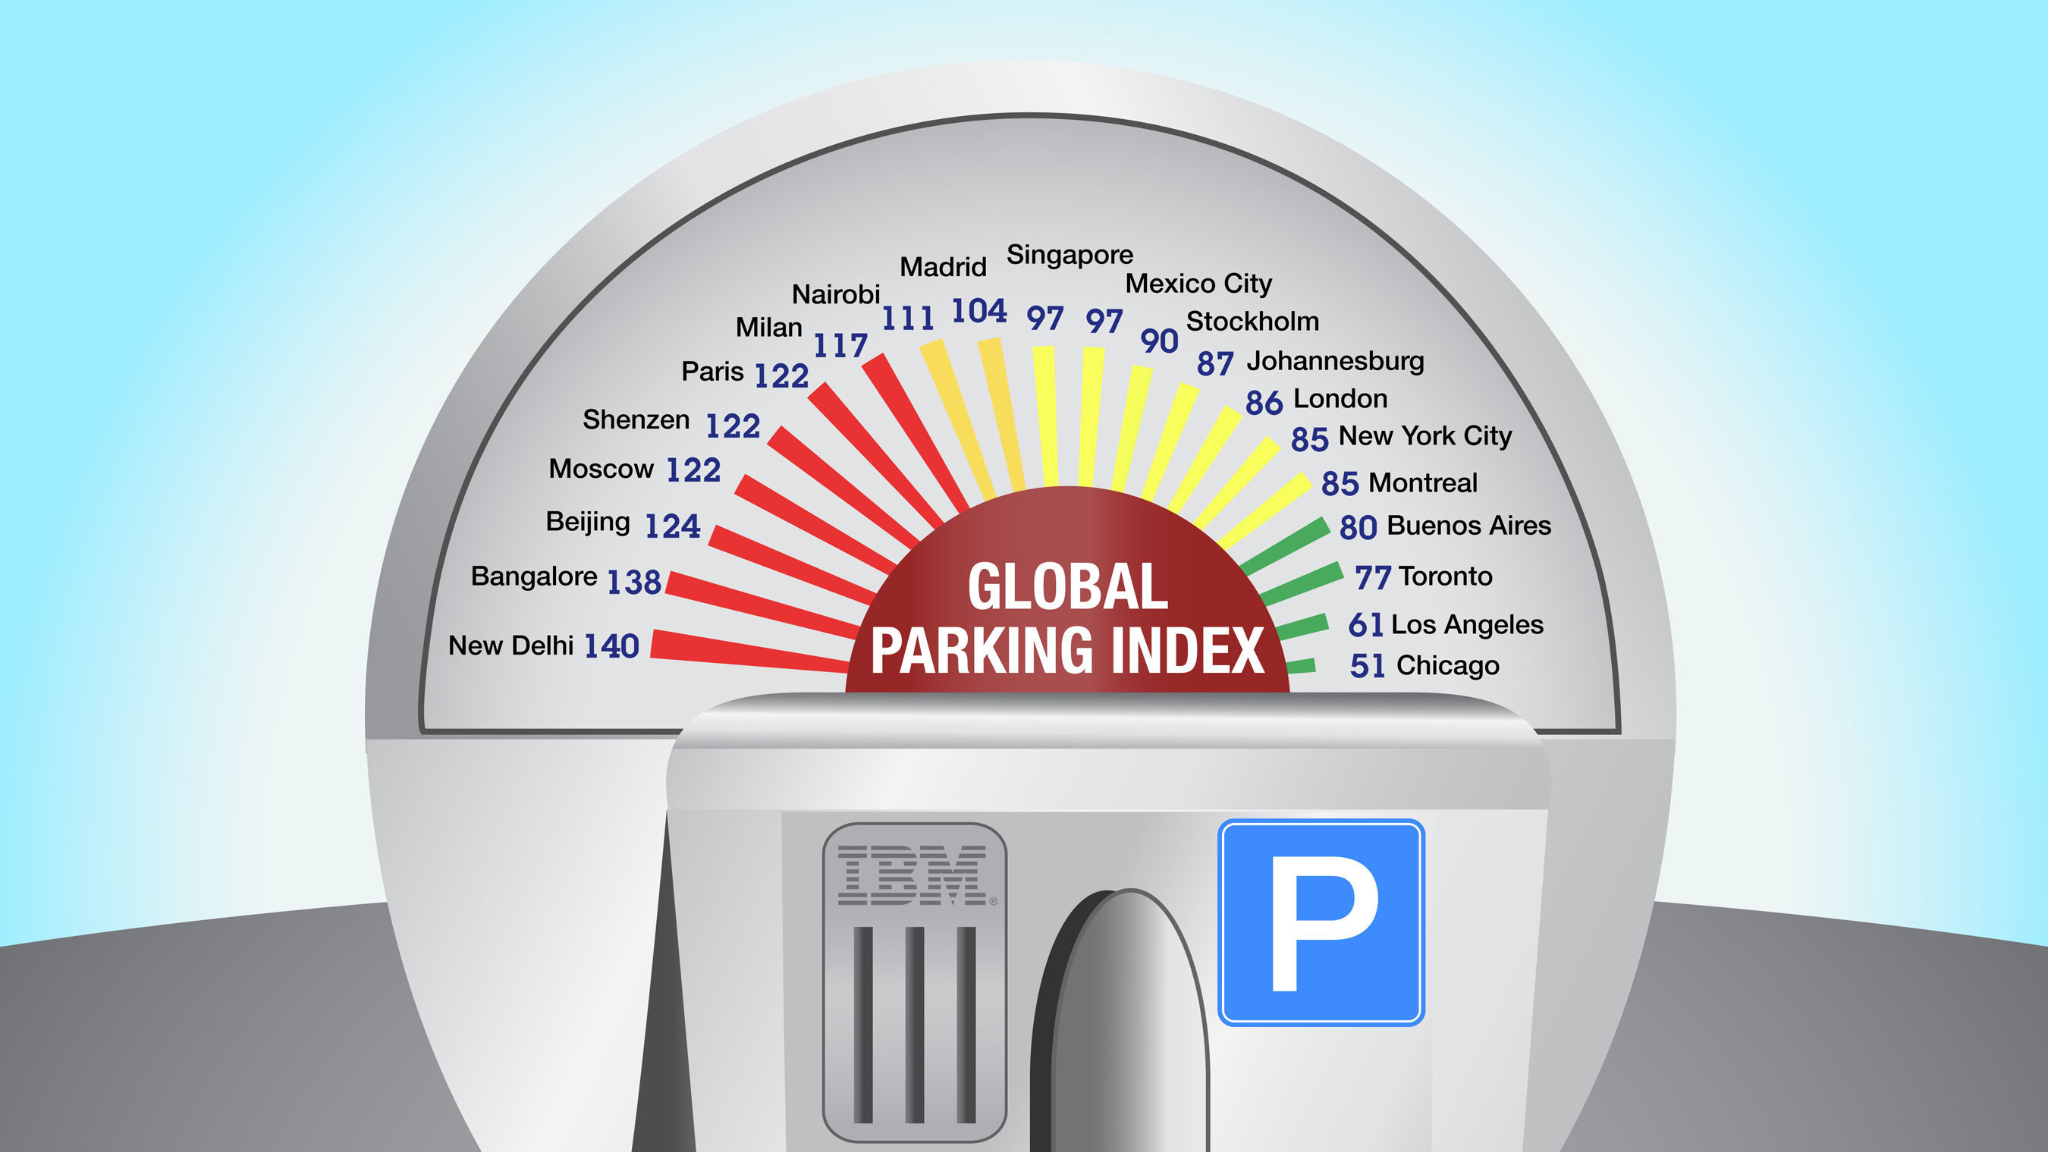 New Delhi 140
Bangalore 138
Beijing 124
Moscow 122
Shenzen 122
Paris 122
Milan 117
Nairobi 111
Madrid 104
Singapore 97
Mexico City 97
Stockholm 90
Johannesburg 87
London 86
New York City 85
Montreal 85
Buenos Aires 80
Toronto 77
Los Angeles 61
Chicago 51
GLOBAL
PARKING INDEX
IBM®
P